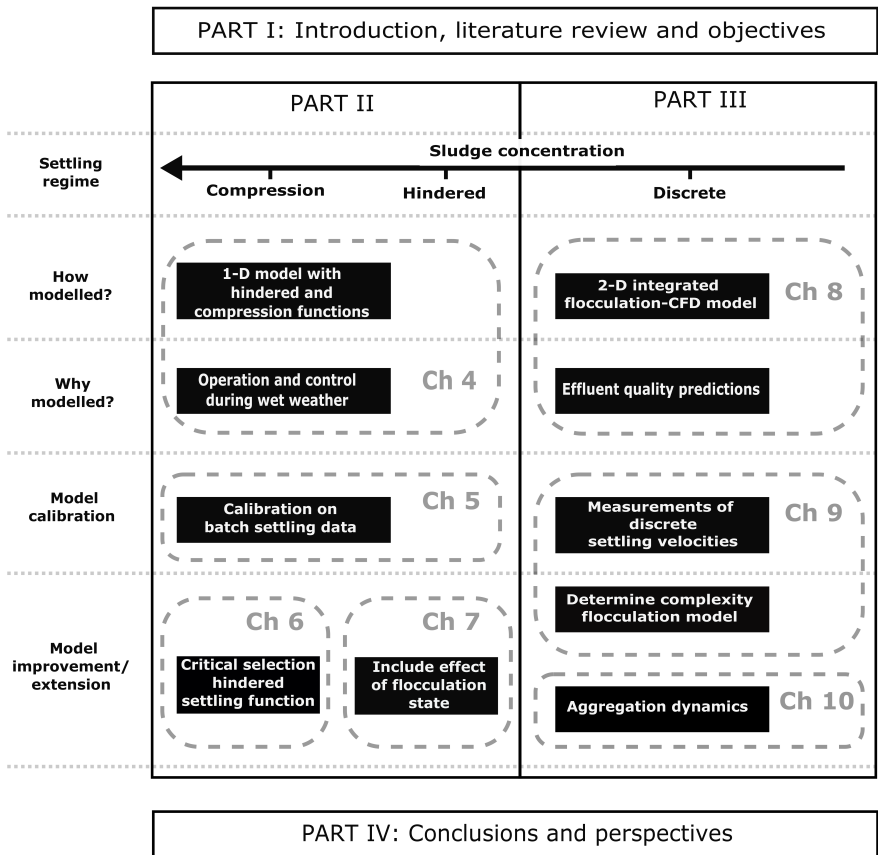 PART I: Introduction, literature review and objectives
PART II
PART III
Settling
regime
Sludge concentration
Compression
Hindered
Discrete
How
modelled?
1-D model with
hindered and
compression functions
2-D integrated
flocculation-CFD model
Ch 8
Why
modelled?
Operation and control
during wet weather
Ch 4
Effluent quality predictions
Model
calibration
Calibration on
batch settling data
Ch 5
Measurements of
discrete
settling velocities
Ch 9
Determine complexity
flocculation model
Model
improvement/
extension
Ch 6
Critical selection
hindered
settling function
Ch 7
Include effect
of flocculation
state
Aggregation dynamics
Ch 10
PART IV: Conclusions and perspectives